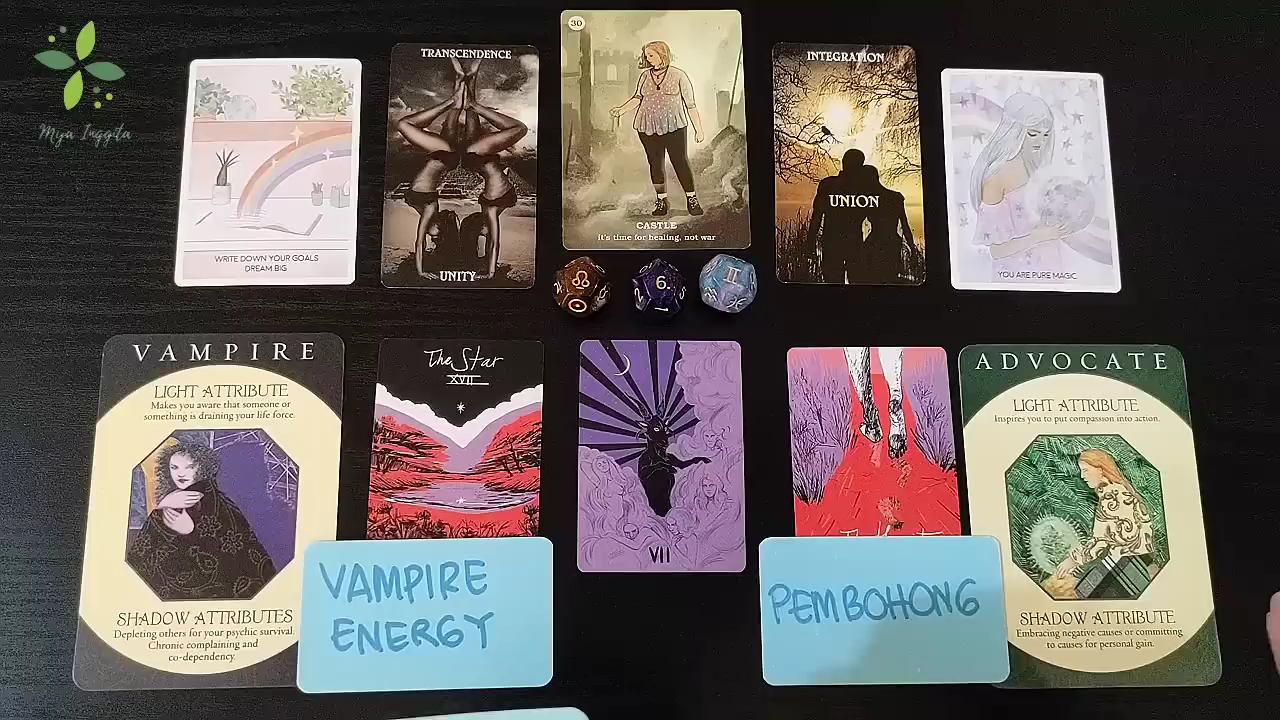 Miya Inggita
WRITE DOWN YOUR GOALS
DREAM BIG
TRANSCENDENCE
UNITY
30
CASTLE
It's time for healing, not war
INTEGRATION
UNION
YOU ARE PURE MAGIC
6.
1
VAMPIRE
LIGHT ATTRIBUTE
Makes you aware that someone or
something is draining your life force.
SHADOW ATTRIBUTES
Depleting others for your psychic survival.
Chronic complaining and
co-dependency.
The Star
XVII
VII
ADVOCATE
LIGHT ATTRIBUTE
Inspires you to put compassion into action.
SHADOW ATTRIBUTE
Embracing negative causes or committing
to causes for personal gain.
VAMPIRE
ENERGY
PEMBOHONG